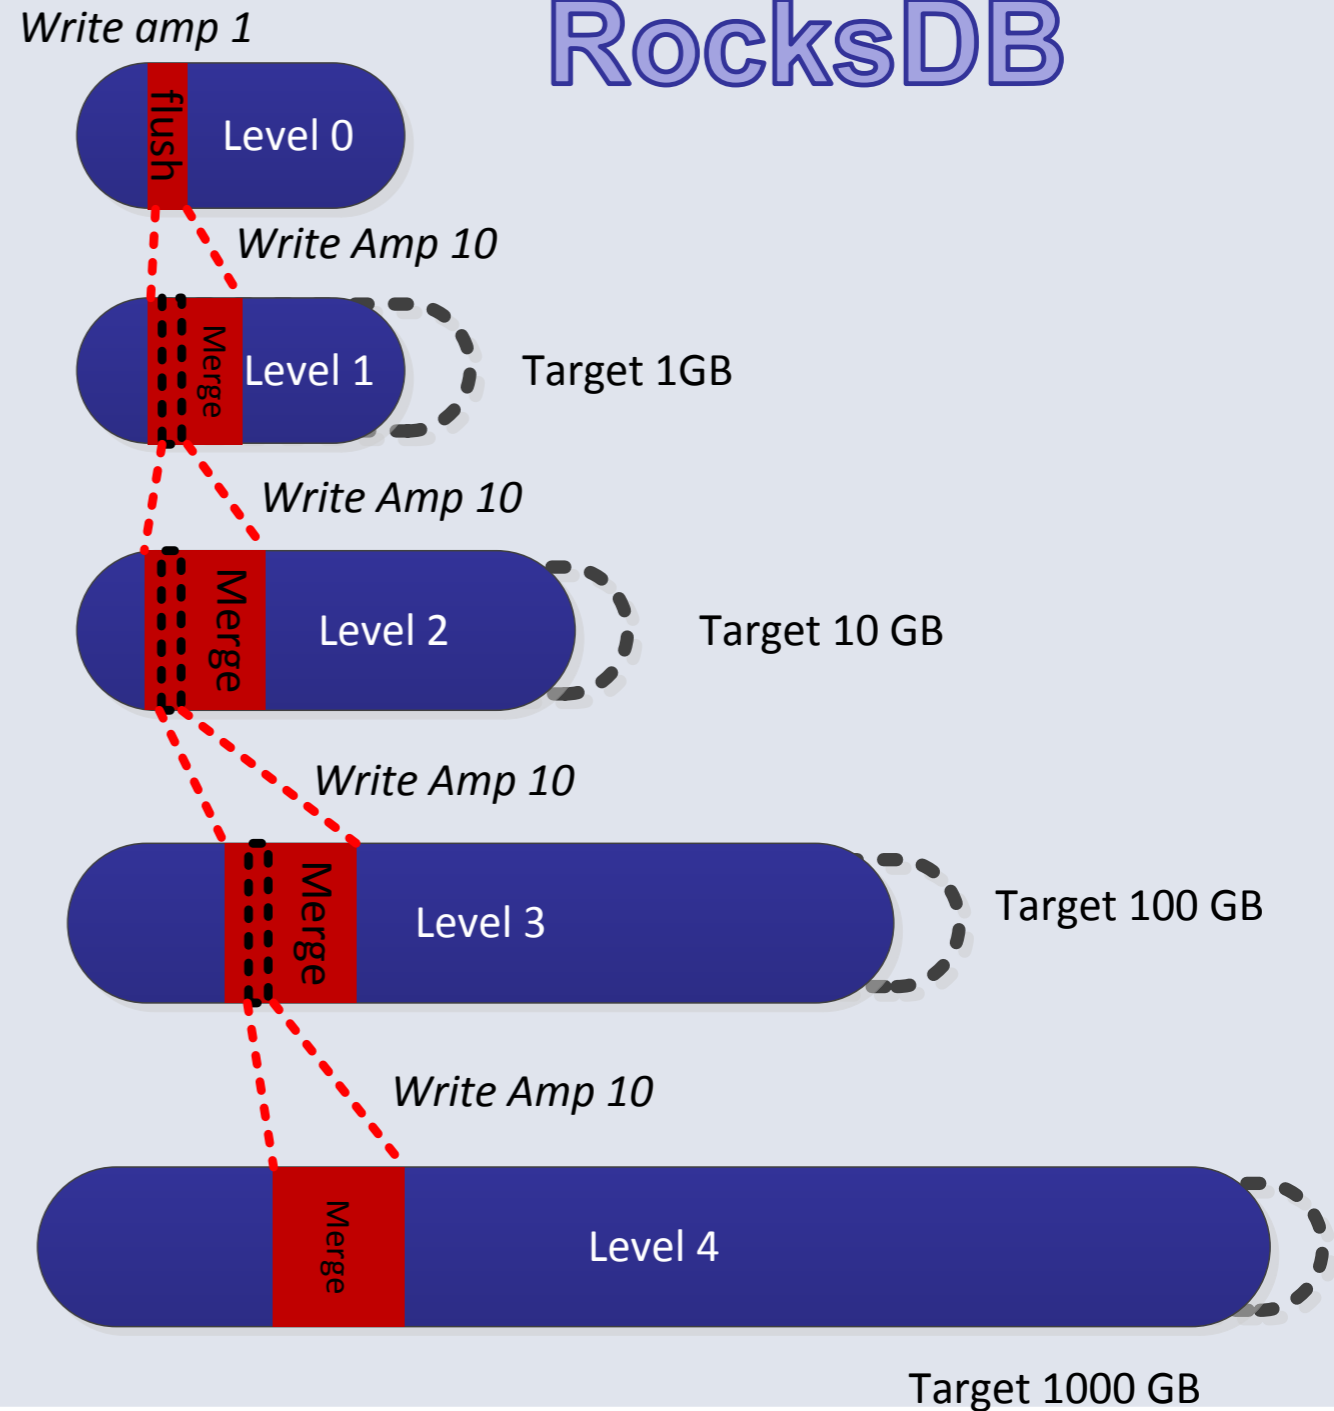 Write amp 1
RocksDB
flush
Level 0
Write Amp 10
Merge
Level 1
Target 1GB
Write Amp 10
Merge
Level 2
Target 10 GB
Write Amp 10
Merge
Level 3
Target 100 GB
Write Amp 10
Merge
Level 4
Target 1000 GB